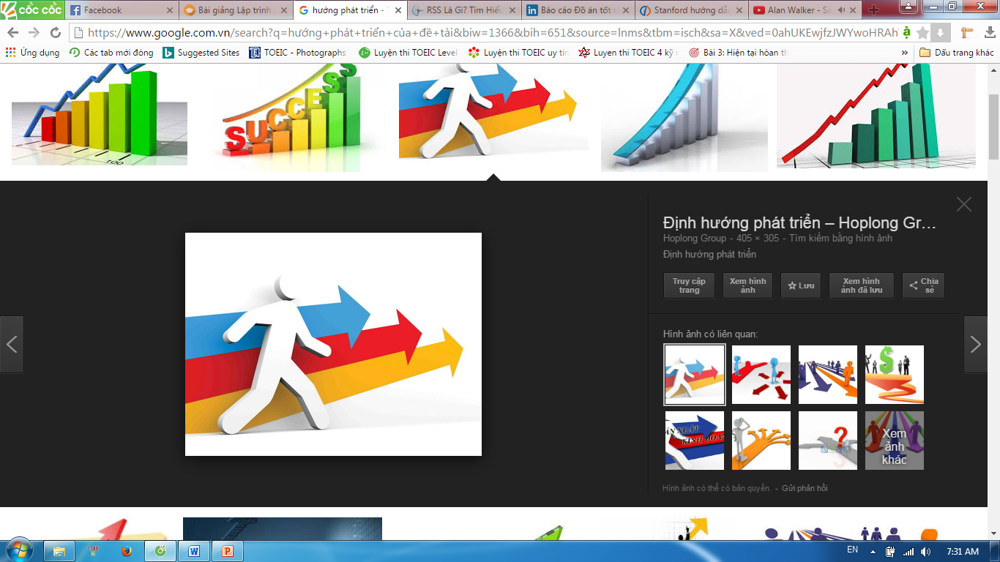 cốc cốc
Facebook
Bài giảng Lập trình
hướng phát triển -
RSS Là Gì? Tìm Hiểu
Báo cáo Đồ án tốt
Stanford hướng dẫ
Alan Walker -
https://www.google.com.vn/search?q=hướng+phát+triển+của+đề+tài&biw=1366&bih=651&source=lnms&tbm=isch&sa=X&ved=0ahUKEwjfzJWYwoHRAh
Ứng dụng
Các tab mới đóng
Suggested Sites
TOEIC - Photographs
Luyện thi TOEIC Level
Luyện thi TOEIC uy tín
Luyen thi TOEIC 4 kỹ
Bài 3: Hiện tại hòan th
»
Dấu trang khác
100
SUCCESS
Định hướng phát triển – Hoplong Gr…
Hoplong Group - 405 × 305 - Tìm kiếm bằng hình ảnh
Định hướng phát triển
Truy cập
trang
Xem hình
ảnh
Lưu
Xem hình
ảnh đã lưu
Chia
sẻ
Hình ảnh có liên quan:
KINH DOA
Xem
ảnh
khác
Hình ảnh có thể có bản quyền. - Gửi phản hồi
EN
7:31 AM